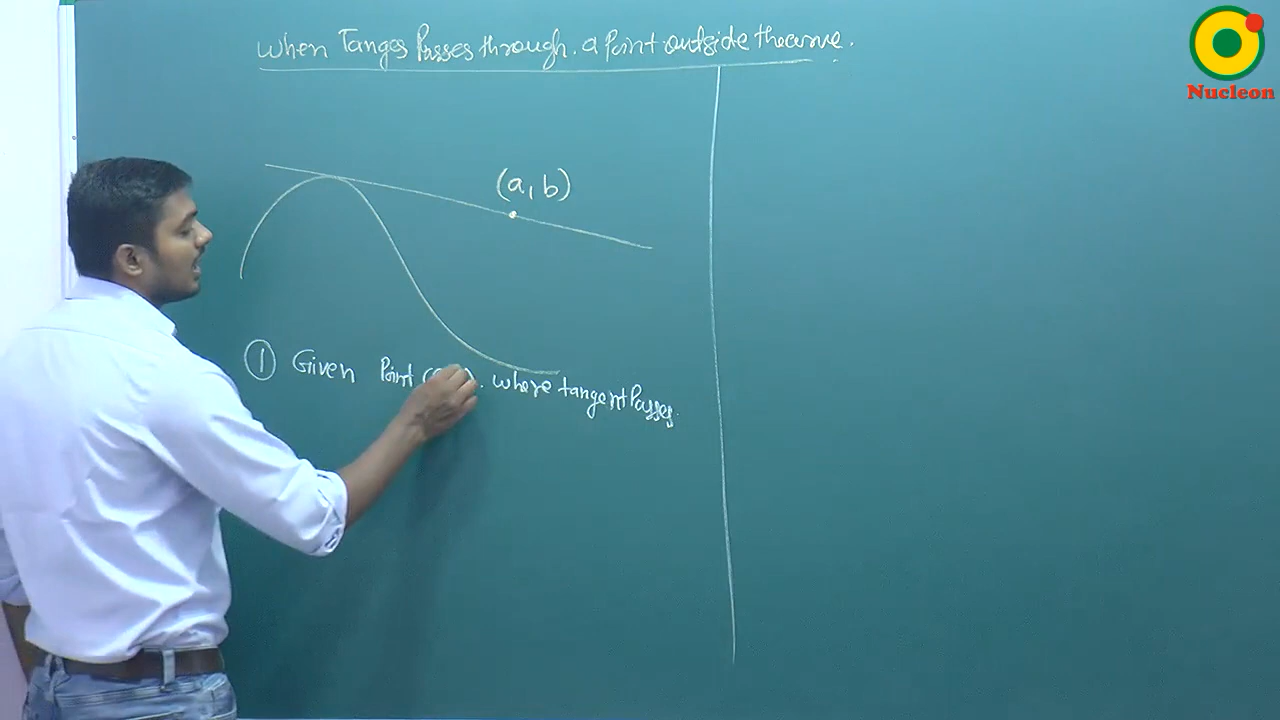 When Tanges Passes through. a Point outside the curve.
Nucleon
(a, b)
① Given Point . where tangent Passes.